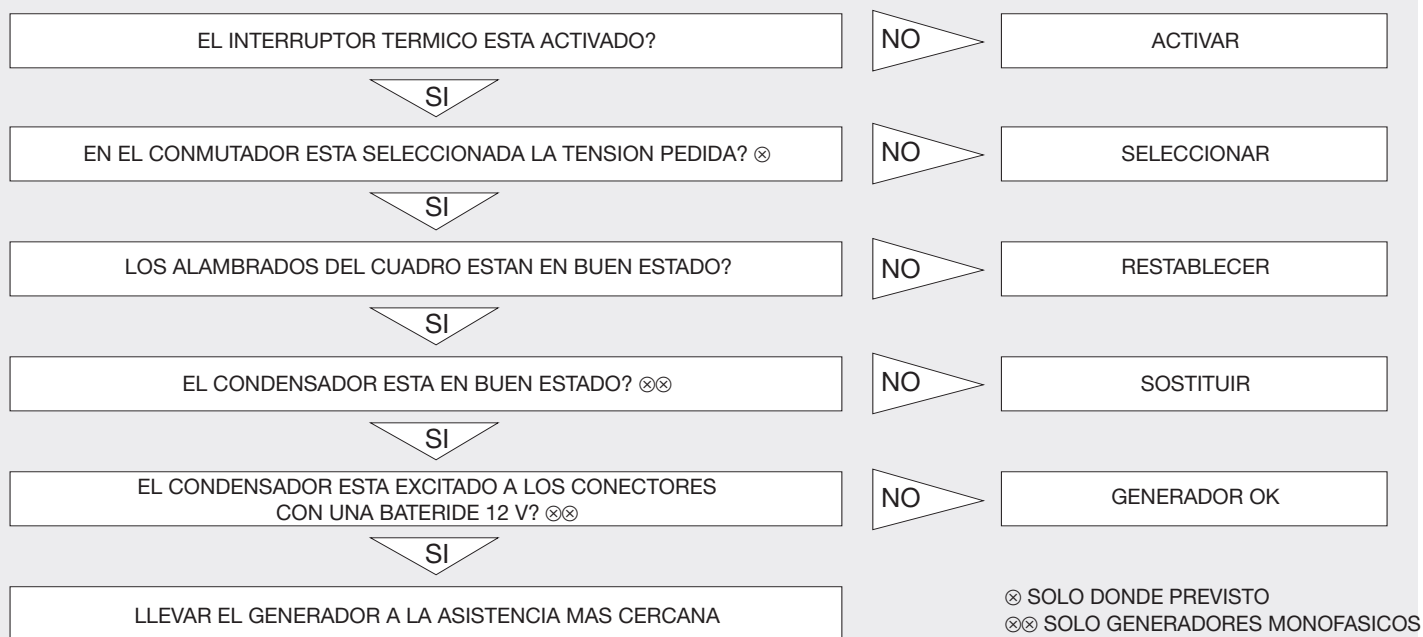 EL INTERRUPTOR TERMICO ESTA ACTIVADO?
NO
ACTIVAR
SI
EN EL CONMUTADOR ESTA SELECCIONADA LA TENSION PEDIDA? ⊗
NO
SELECCIONAR
SI
LOS ALAMBRADOS DEL CUADRO ESTAN EN BUEN ESTADO?
NO
RESTABLECER
SI
EL CONDENSADOR ESTA EN BUEN ESTADO? ⊗⊗
NO
SOSTITUIR
SI
EL CONDENSADOR ESTA EXCITADO A LOS CONECTORES
CON UNA BATERIDE 12 V? ⊗⊗
NO
GENERADOR OK
SI
LLEVAR EL GENERADOR A LA ASISTENCIA MAS CERCANA
⊗ SOLO DONDE PREVISTO
⊗⊗ SOLO GENERADORES MONOFASICOS